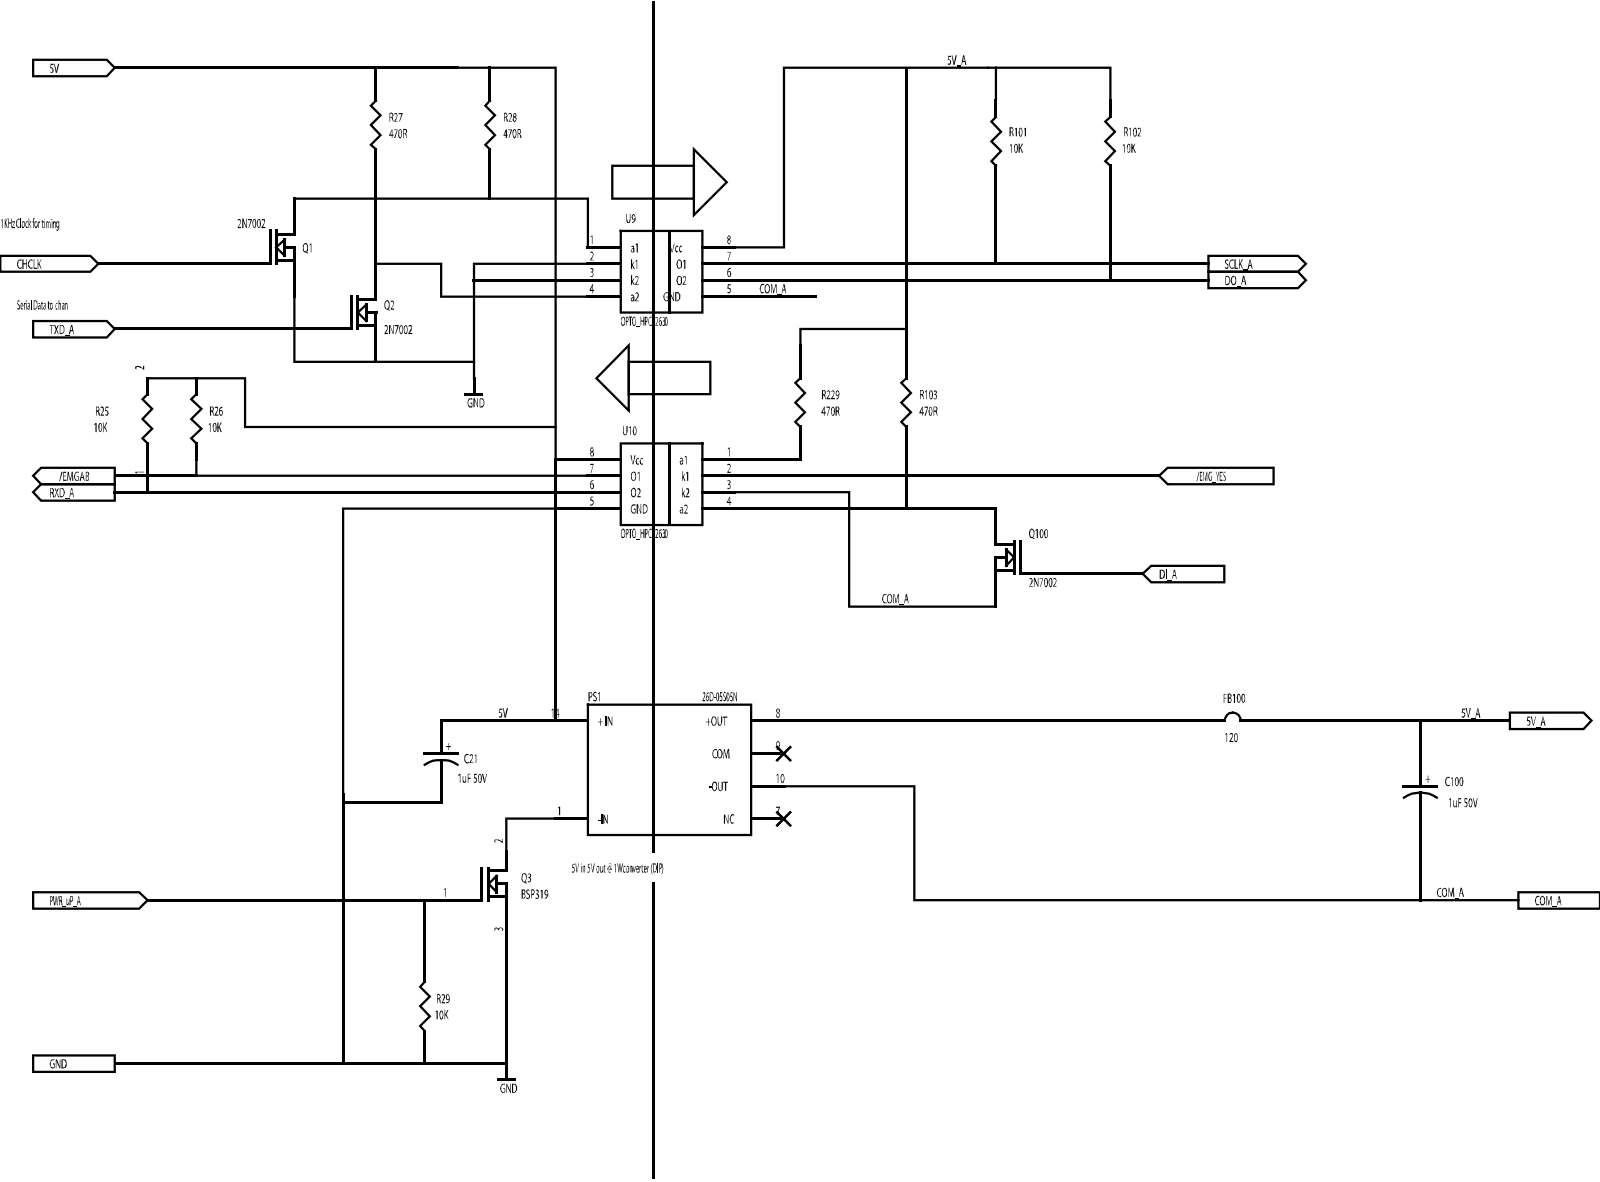 5V
5V_A
R27
470R
R28
470R
R101
10K
R102
10K
1KHz Clock for timing
2N7002
Q1
CHCLK
U9
1
2
3
4
a1
k1
k2
a2
Vcc
O1
O2
GND
8
7
6
5
COM_A
SCLK_A
DO_A
OPTO_HPCL2630
Serial Data to chan
TXD_A
Q2
2N7002
GND
2
R25
10K
R26
10K
1
R229
470R
R103
470R
U10
/EMGAB
RXD_A
8
7
6
5
Vcc
O1
O2
GND
a1
k1
k2
a2
1
2
3
4
/EMG_YES
OPTO_HPCL2630
Q100
2N7002
DI_A
COM_A
PS1
26D-05S05N
5V
14
+IN
-IN
+OUT
COM
-OUT
NC
8
9
10
7
1
C21
1uF 50V
+
FB100
120
5V_A
5V_A
+
C100
1uF 50V
5V in 5V out @ 1Wconverter (DIP)
2
Q3
BSP319
1
3
PWR_uP_A
COM_A
COM_A
R29
10K
GND
GND